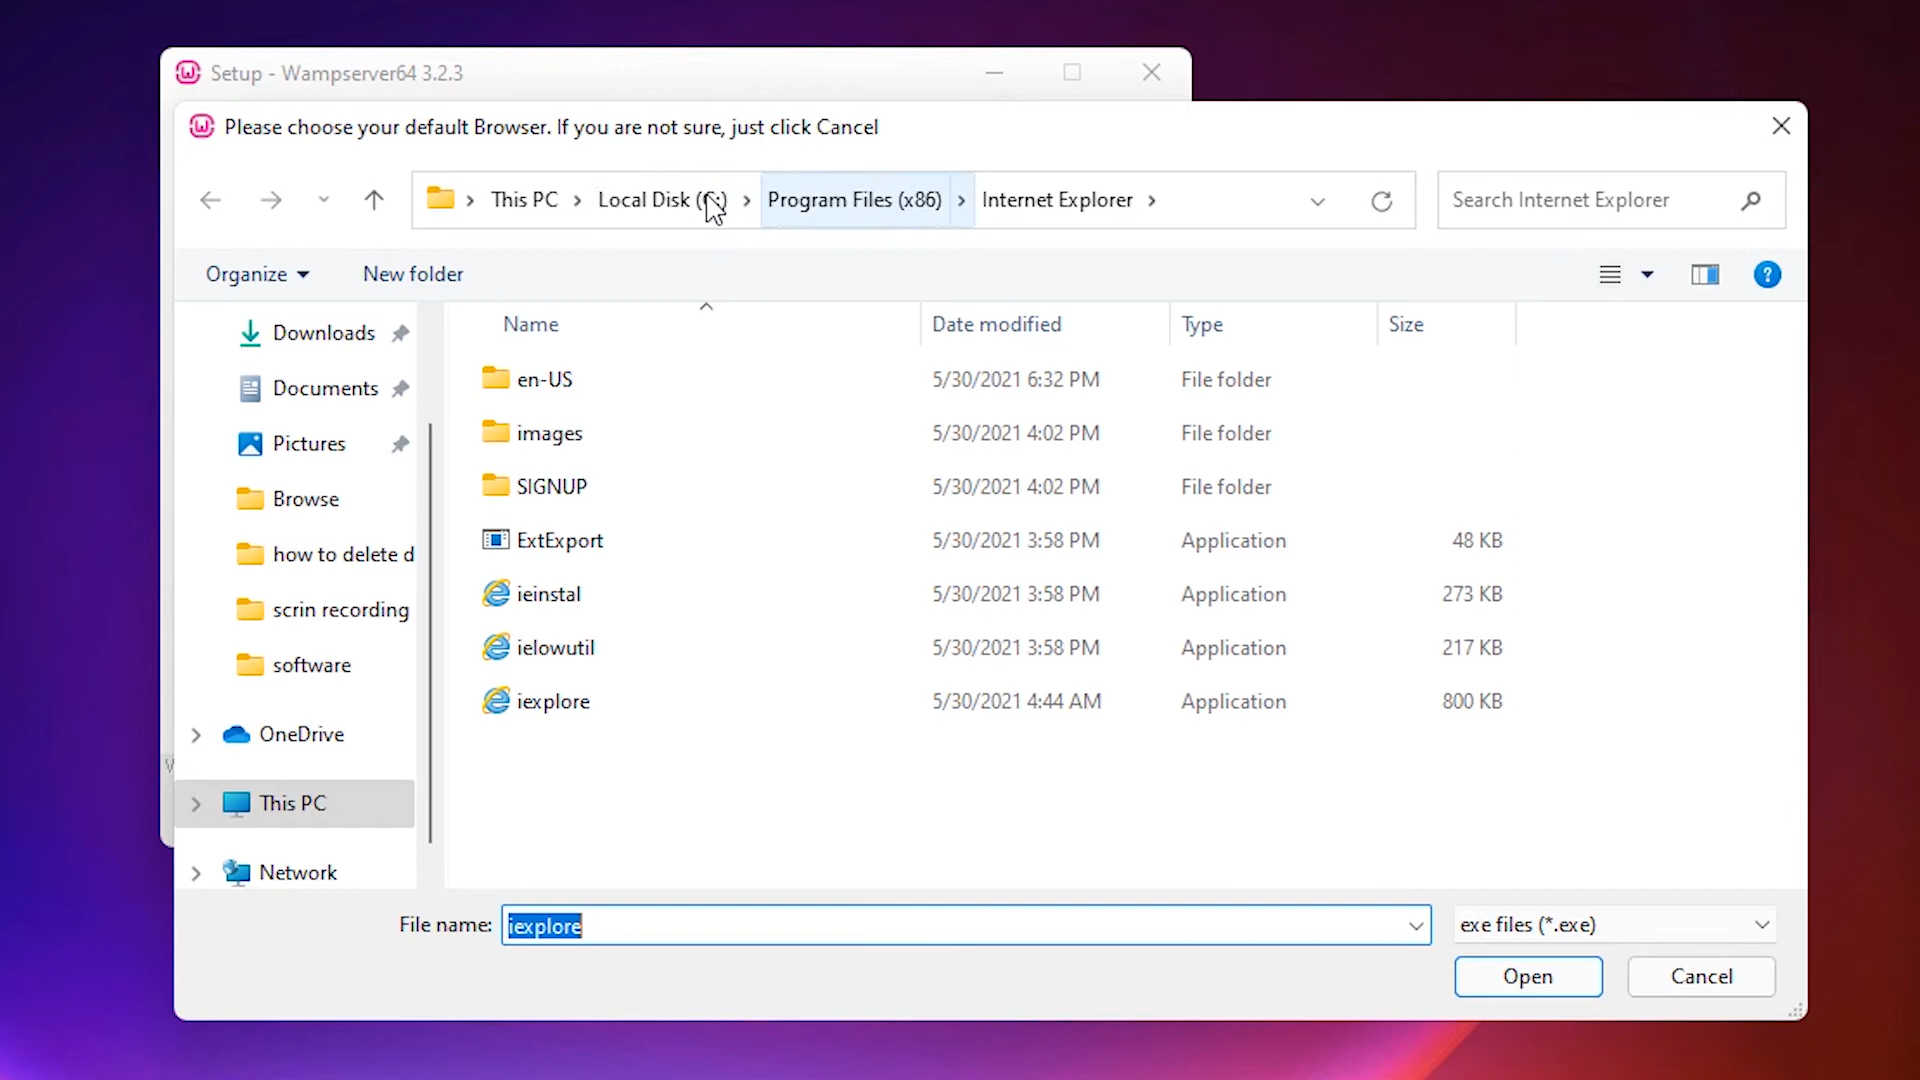 Setup - Wampserver64 3.2.3
Please choose your default Browser. If you are not sure, just click Cancel
This PC Local Disk (C:) Program Files (x86) Internet Explorer
Search Internet Explorer
Organize New folder
Name Date modified Type Size
Downloads
Documents
Pictures
Browse
how to delete d
scrin recording
software
OneDrive
This PC
Network
en-US 5/30/2021 6:32 PM File folder
images 5/30/2021 4:02 PM File folder
SIGNUP 5/30/2021 4:02 PM File folder
ExtExport 5/30/2021 3:58 PM Application 48 KB
ieinstal 5/30/2021 3:58 PM Application 273 KB
ielowutil 5/30/2021 3:58 PM Application 217 KB
iexplore 5/30/2021 4:44 AM Application 800 KB
File name: iexplore exe files (*.exe)
Open Cancel